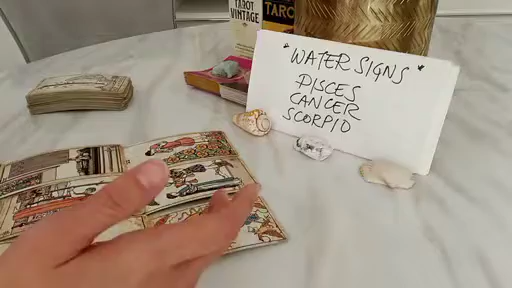 TAROT
VINTAGE
TAROT
"WATER SIGNS"
PISCES
CANCER
SCORPIO